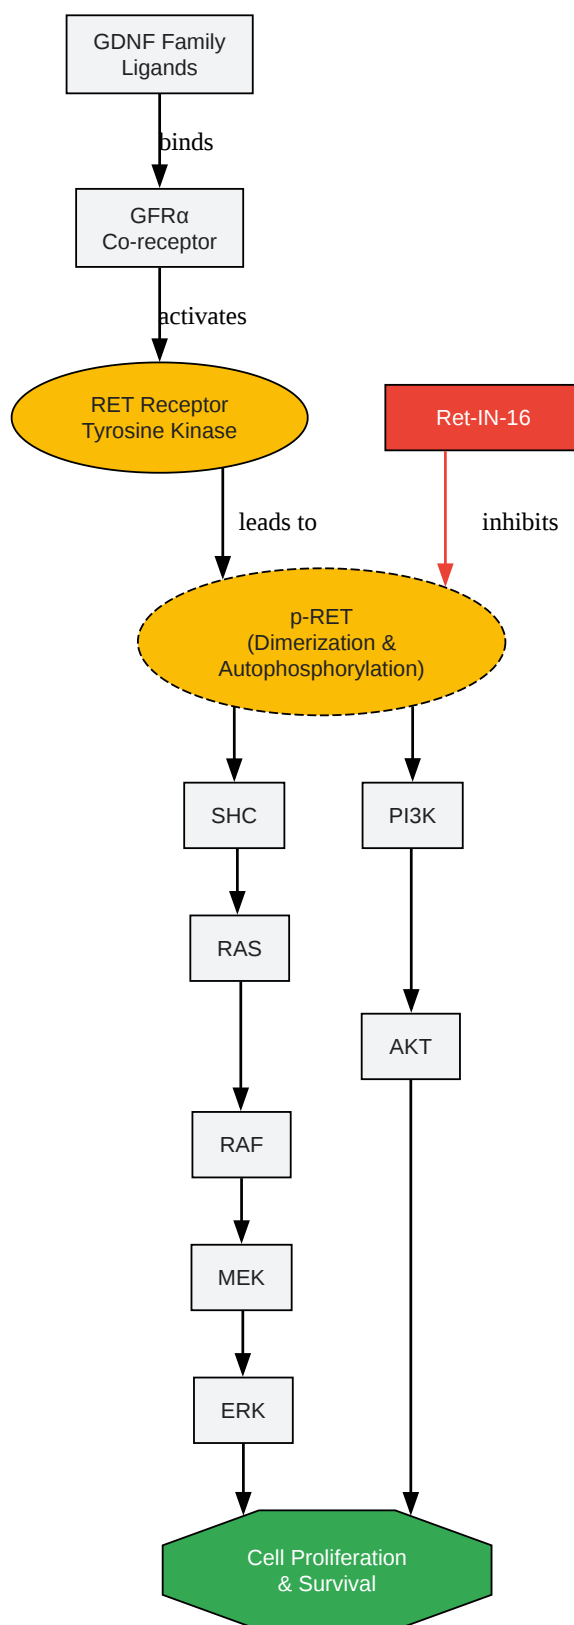 GDNF Family
Ligands
binds
GFRα
Co-receptor
activates
RET Receptor
Tyrosine Kinase
Ret-IN-16
leads to
inhibits
p-RET
(Dimerization &
Autophosphorylation)
SHC
PI3K
RAS
AKT
RAF
MEK
ERK
Cell Proliferation
& Survival